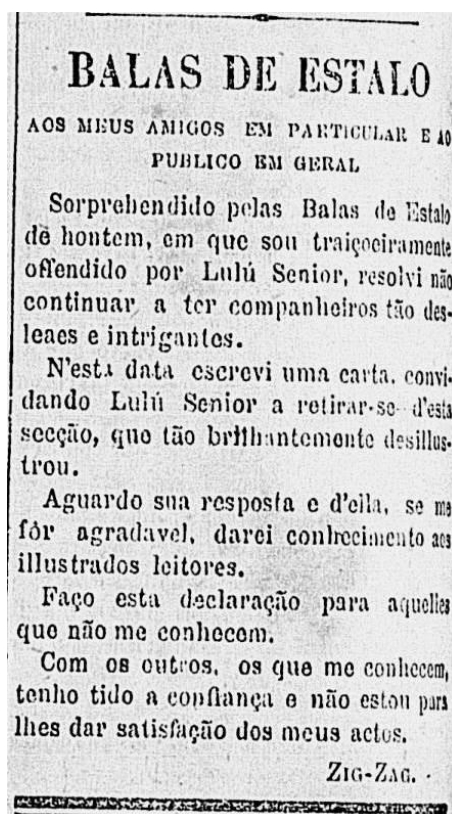 BALAS DE ESTALO
AOS MEUS AMIGOS EM PARTICULAR E AO
PUBLICO EM GERAL
Sorprehendido pelas Balas de Estalo
de hontem, em que sou traiçoeiramente
offendido por Lulú Senior, resolvi não
continuar a ter companheiros tão des-
leaes e intrigantes.
N'esta data escrevi uma carta, convi-
dando Lulú Senior a retirar-se d'esta
secção, que tão brilhantemente desillus-
trou.
Aguardo sua resposta e d'ella, se me
fôr agradavel, darei conhecimento aos
illustrados leitores.
Faço esta declaração para aquelles
que não me conhecem.
Com os outros, os que me conhecem,
tenho tido a confiança e não estou para
lhes dar satisfação dos meus actos.
ZIG-ZAG.